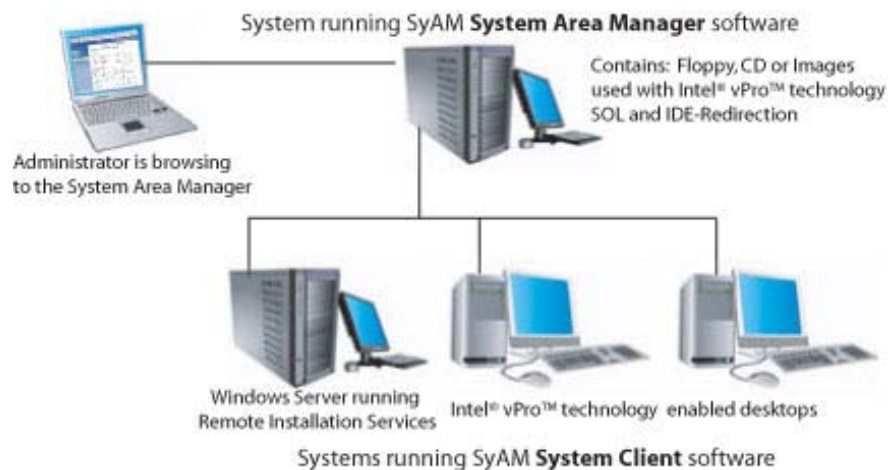 System running SyAM System Area Manager software
Contains: Floppy, CD or Images
used with Intel® vPro™ technology
SOL and IDE-Redirection
Administrator is browsing
to the System Area Manager
Windows Server running
Remote Installation Services
Intel® vPro™ technology enabled desktops
Systems running SyAM System Client software